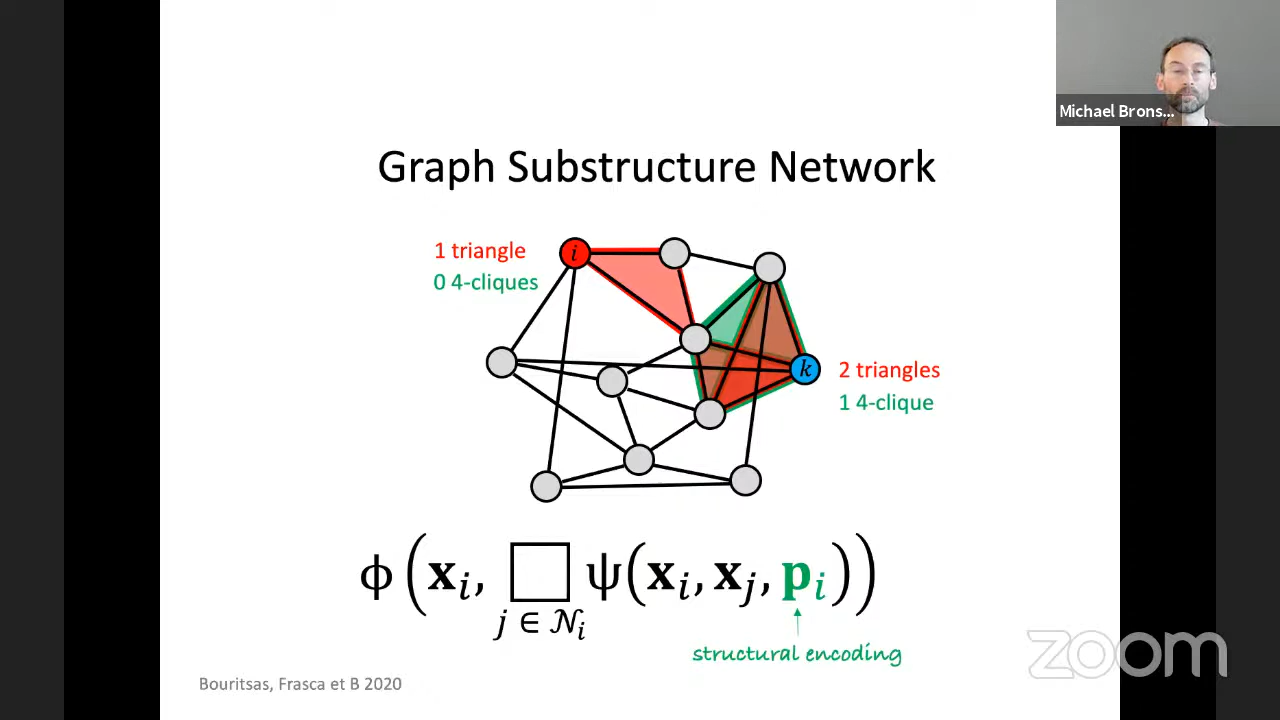 Michael Brons...
Graph Substructure Network
1 triangle
0 4-cliques
i
k
2 triangles
1 4-clique
ϕ(𝐱ᵢ, □ ψ(𝐱ᵢ, 𝐱ⱼ, 𝐩ᵢ))
j ∈ 𝒩ᵢ
structural encoding
zoom
Bouritsas, Frasca et B 2020